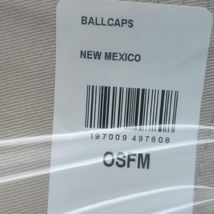 BALLCAPS
NEW MEXICO
197009 497808
OSFM